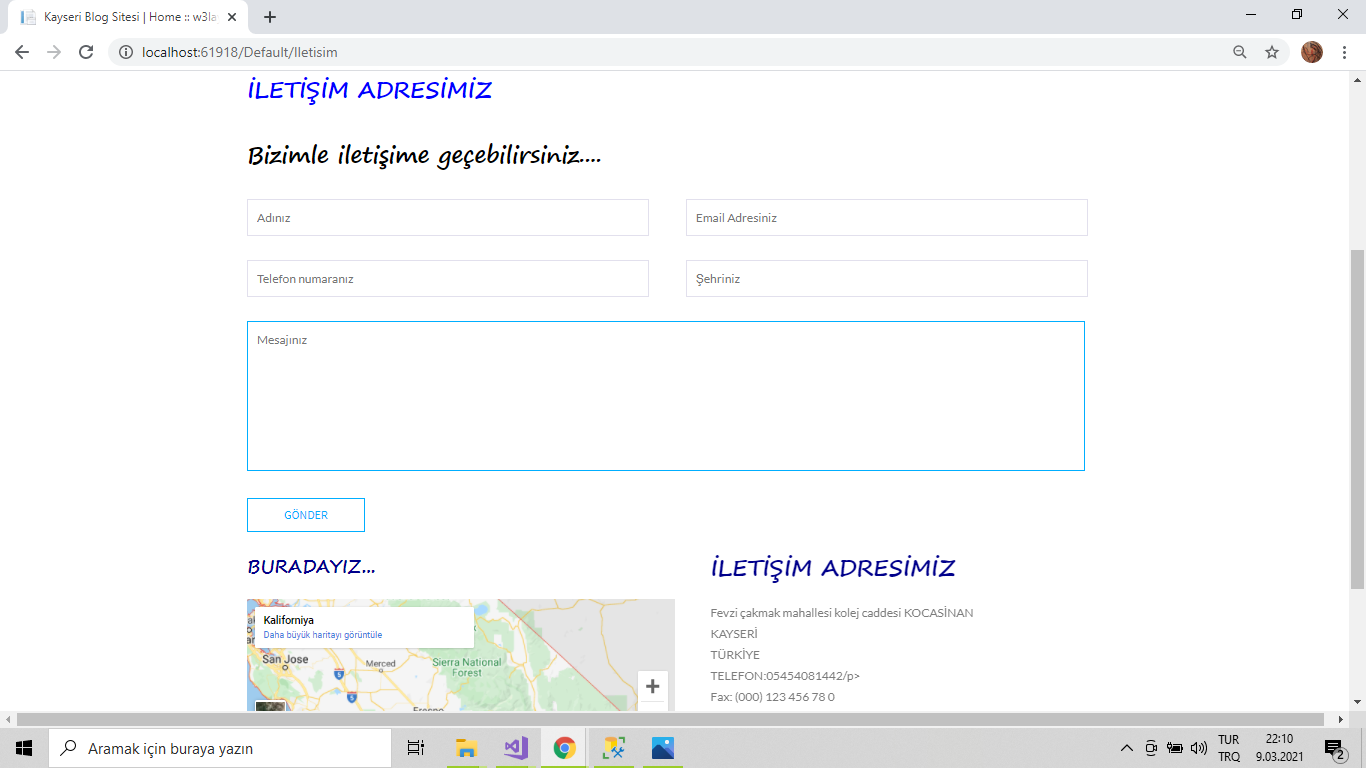 Kayseri Blog Sitesi | Home :: w3la
localhost:61918/Default/Iletisim
İLETİŞİM ADRESİMİZ
Bizimle iletişime geçebilirsiniz....
Adınız
Email Adresiniz
Telefon numaranız
Şehriniz
Mesajınız
GÖNDER
BURADAYIZ...
İLETİŞİM ADRESİMİZ
Kaliforniya
Daha büyük haritayı görüntüle
San Jose
Merced
Sierra National
Forest
5
5
Fresno
Fevzi çakmak mahallesi kolej caddesi KOCASİNAN
KAYSERİ
TÜRKİYE
TELEFON:05454081442/p>
Fax: (000) 123 456 78 0
Aramak için buraya yazın
TUR
TRQ
22:10
9.03.2021
2